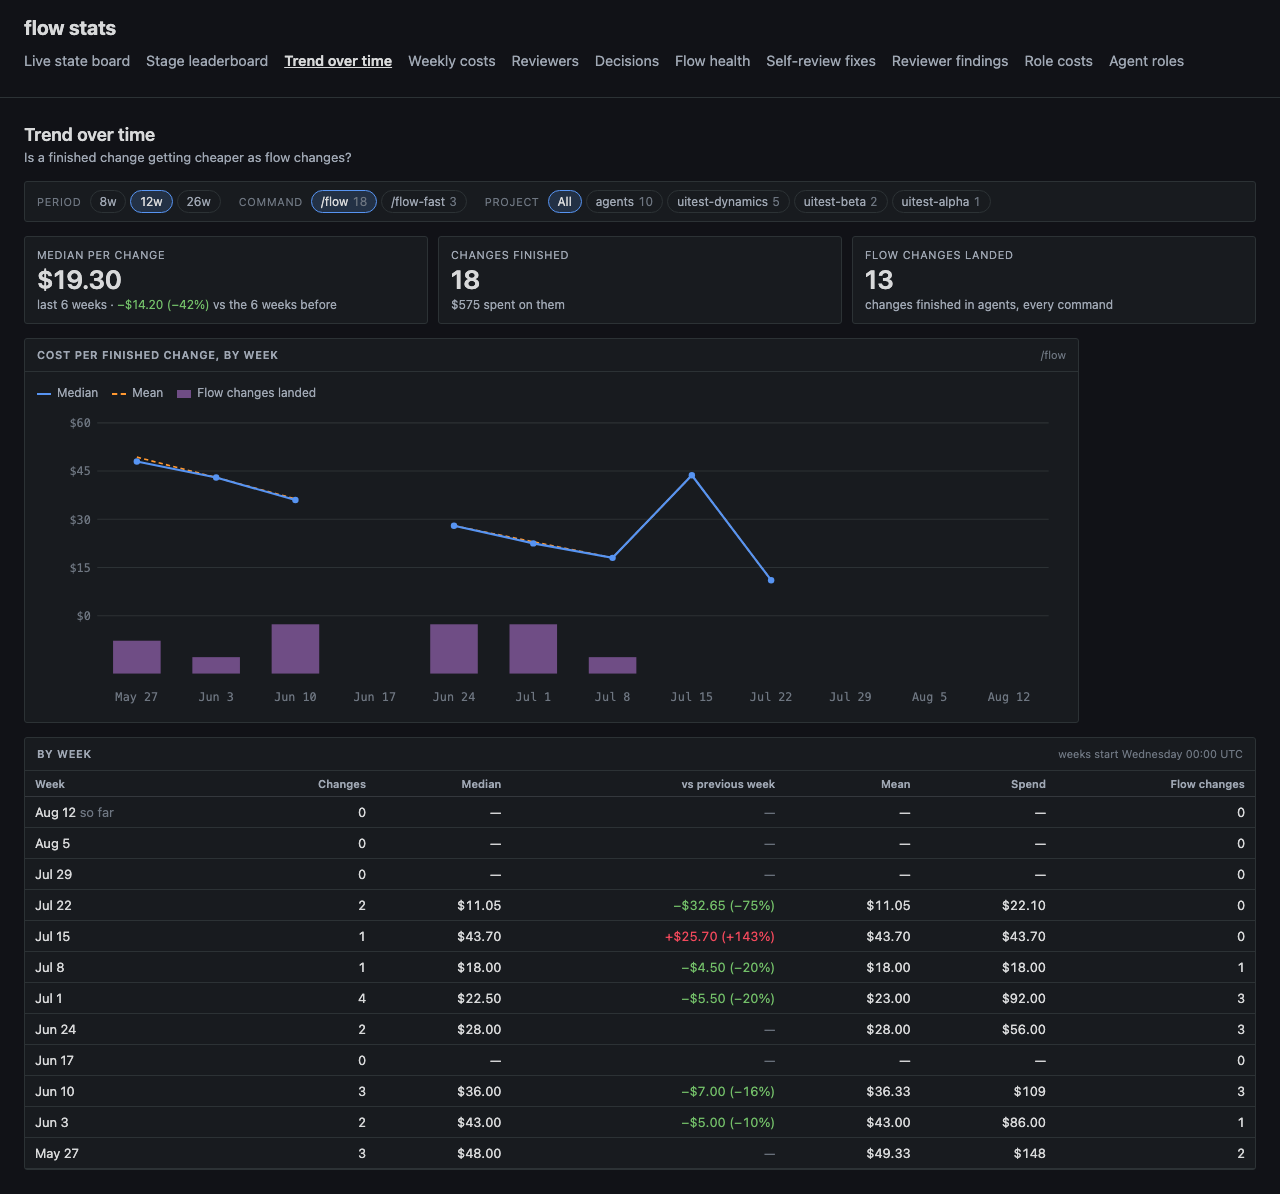 flow stats
Live state board Stage leaderboard Trend over time Weekly costs Reviewers Decisions Flow health Self-review fixes Reviewer findings Role costs Agent roles
Trend over time
Is a finished change getting cheaper as flow changes?
PERIOD 8w 12w 26w COMMAND /flow 18 /flow-fast 3 PROJECT All agents 10 uitest-dynamics 5 uitest-beta 2 uitest-alpha 1
MEDIAN PER CHANGE
$19.30
last 6 weeks · −$14.20 (−42%) vs the 6 weeks before
CHANGES FINISHED
18
$575 spent on them
FLOW CHANGES LANDED
13
changes finished in agents, every command
COST PER FINISHED CHANGE, BY WEEK /flow
Median Mean Flow changes landed
$60
$45
$30
$15
$0
May 27 Jun 3 Jun 10 Jun 17 Jun 24 Jul 1 Jul 8 Jul 15 Jul 22 Jul 29 Aug 5 Aug 12
BY WEEK weeks start Wednesday 00:00 UTC
Week Changes Median vs previous week Mean Spend Flow changes
Aug 12 so far 0 — — — — 0
Aug 5 0 — — — — 0
Jul 29 0 — — — — 0
Jul 22 2 $11.05 −$32.65 (−75%) $11.05 $22.10 0
Jul 15 1 $43.70 +$25.70 (+143%) $43.70 $43.70 0
Jul 8 1 $18.00 −$4.50 (−20%) $18.00 $18.00 1
Jul 1 4 $22.50 −$5.50 (−20%) $23.00 $92.00 3
Jun 24 2 $28.00 — $28.00 $56.00 3
Jun 17 0 — — — — 0
Jun 10 3 $36.00 −$7.00 (−16%) $36.33 $109 3
Jun 3 2 $43.00 −$5.00 (−10%) $43.00 $86.00 1
May 27 3 $48.00 — $49.33 $148 2